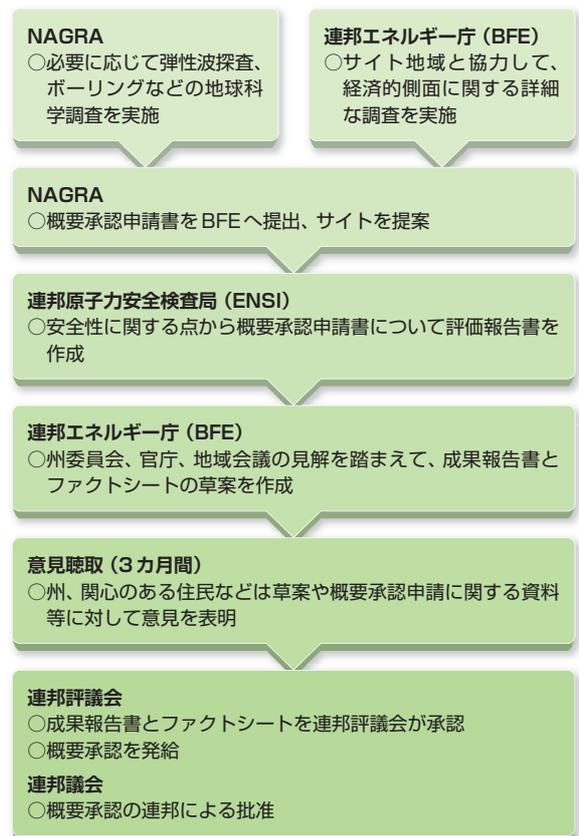 NAGRA
○必要に応じて弾性波探査、
ボーリングなどの地球科
学調査を実施
連邦エネルギー庁（BFE）
○サイト地域と協力して、
経済的側面に関する詳細
な調査を実施
NAGRA
○概要承認申請書をBFEへ提出、サイトを提案
連邦原子力安全検査局（ENSI）
○安全性に関する点から概要承認申請書について評価報告書を
作成
連邦エネルギー庁（BFE）
○州委員会、官庁、地域会議の見解を踏まえて、成果報告書と
ファクトシートの草案を作成
意見聴取（3カ月間）
○州、関心のある住民などは草案や概要承認申請に関する資料
等に対して意見を表明
連邦評議会
○成果報告書とファクトシートを連邦評議会が承認
○概要承認を発給
連邦議会
○概要承認の連邦による批准